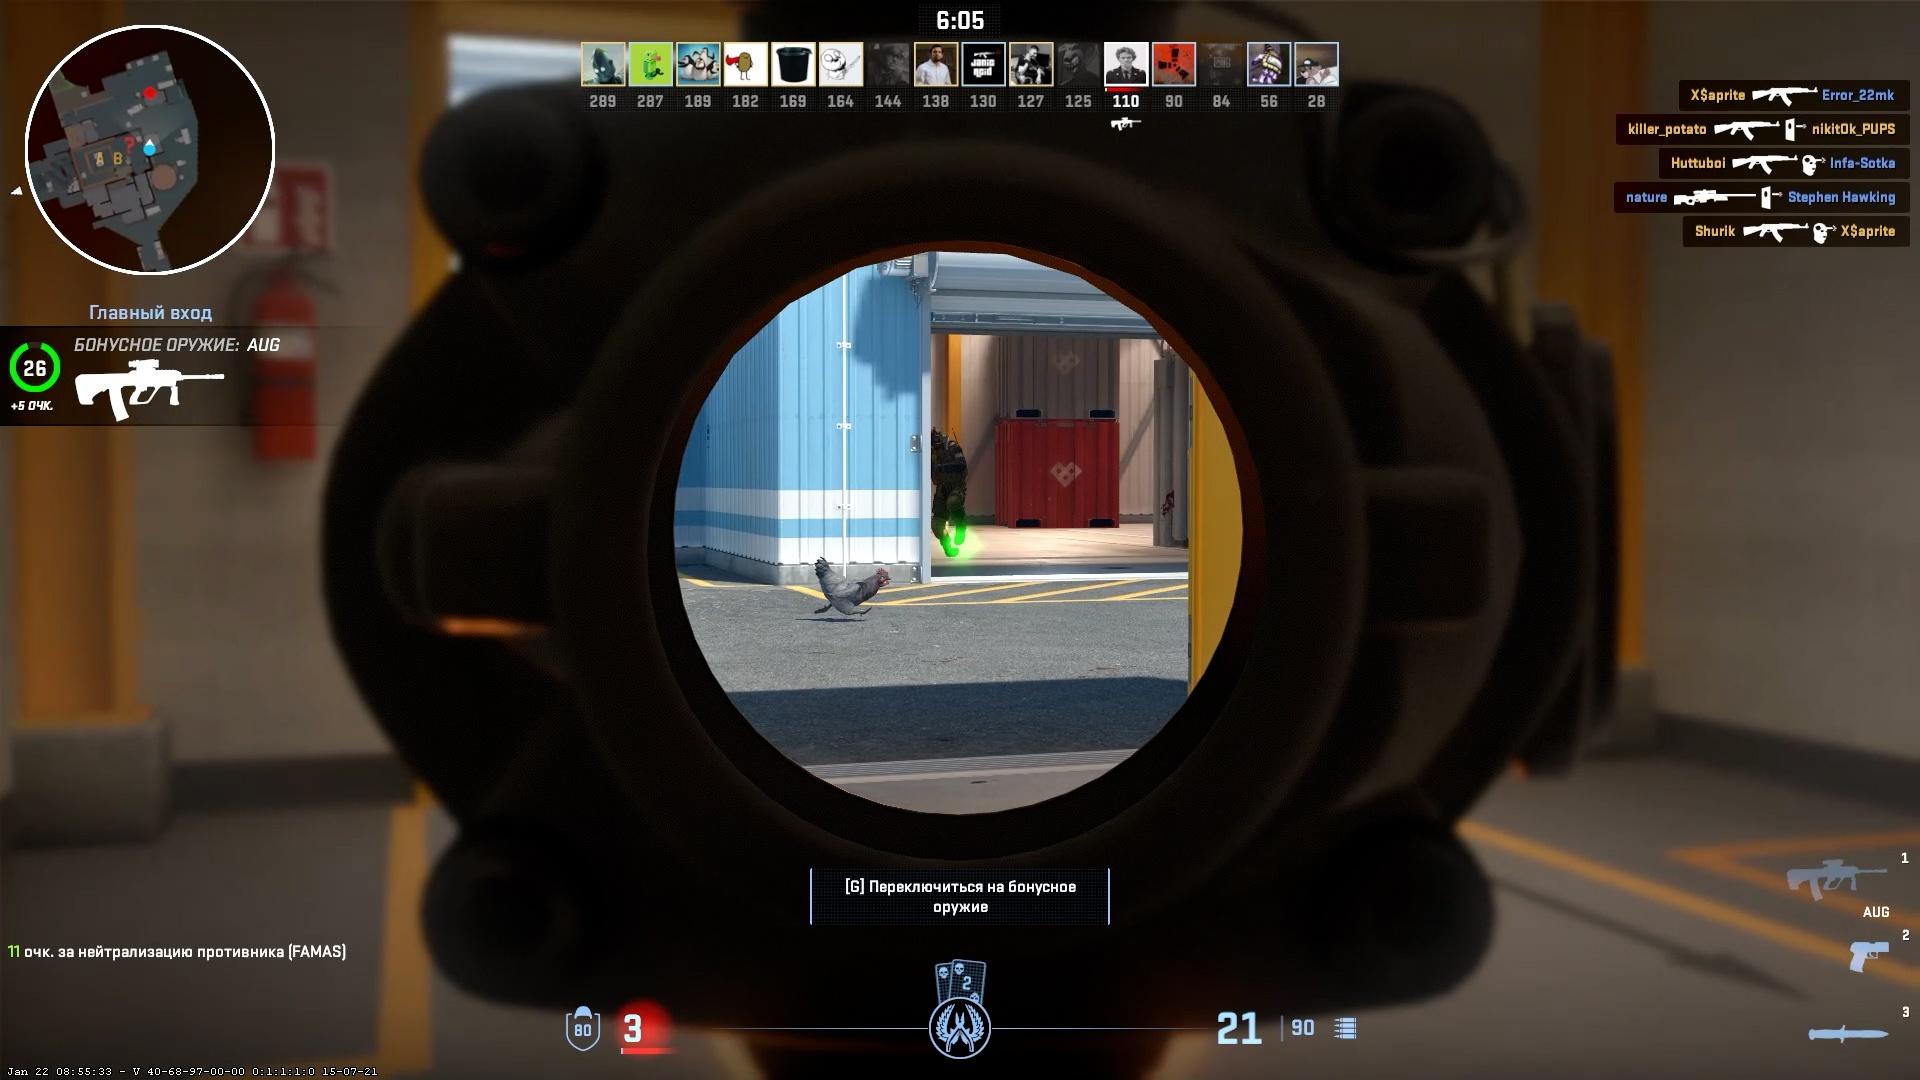 6:05
289 287 189 182 169 164 144 138 130 127 125 110 90 84 56 28
X$aprite Error_22mk
killer_potato nikit0k_PUPS
Huttuboi Infa-Sotka
nature Stephen Hawking
Shurik X$aprite
A B
Главный вход
БОНУСНОЕ ОРУЖИЕ: AUG
26
+5 ОЧК.
[G] Переключиться на бонусное
оружие
11 очк. за нейтрализацию противника (FAMAS)
1
AUG
2
3
2
80
3
21 | 90
Jan 22 08:55:33 - V 40-68-97-00-00 0:1:1:1:0 15-07-21